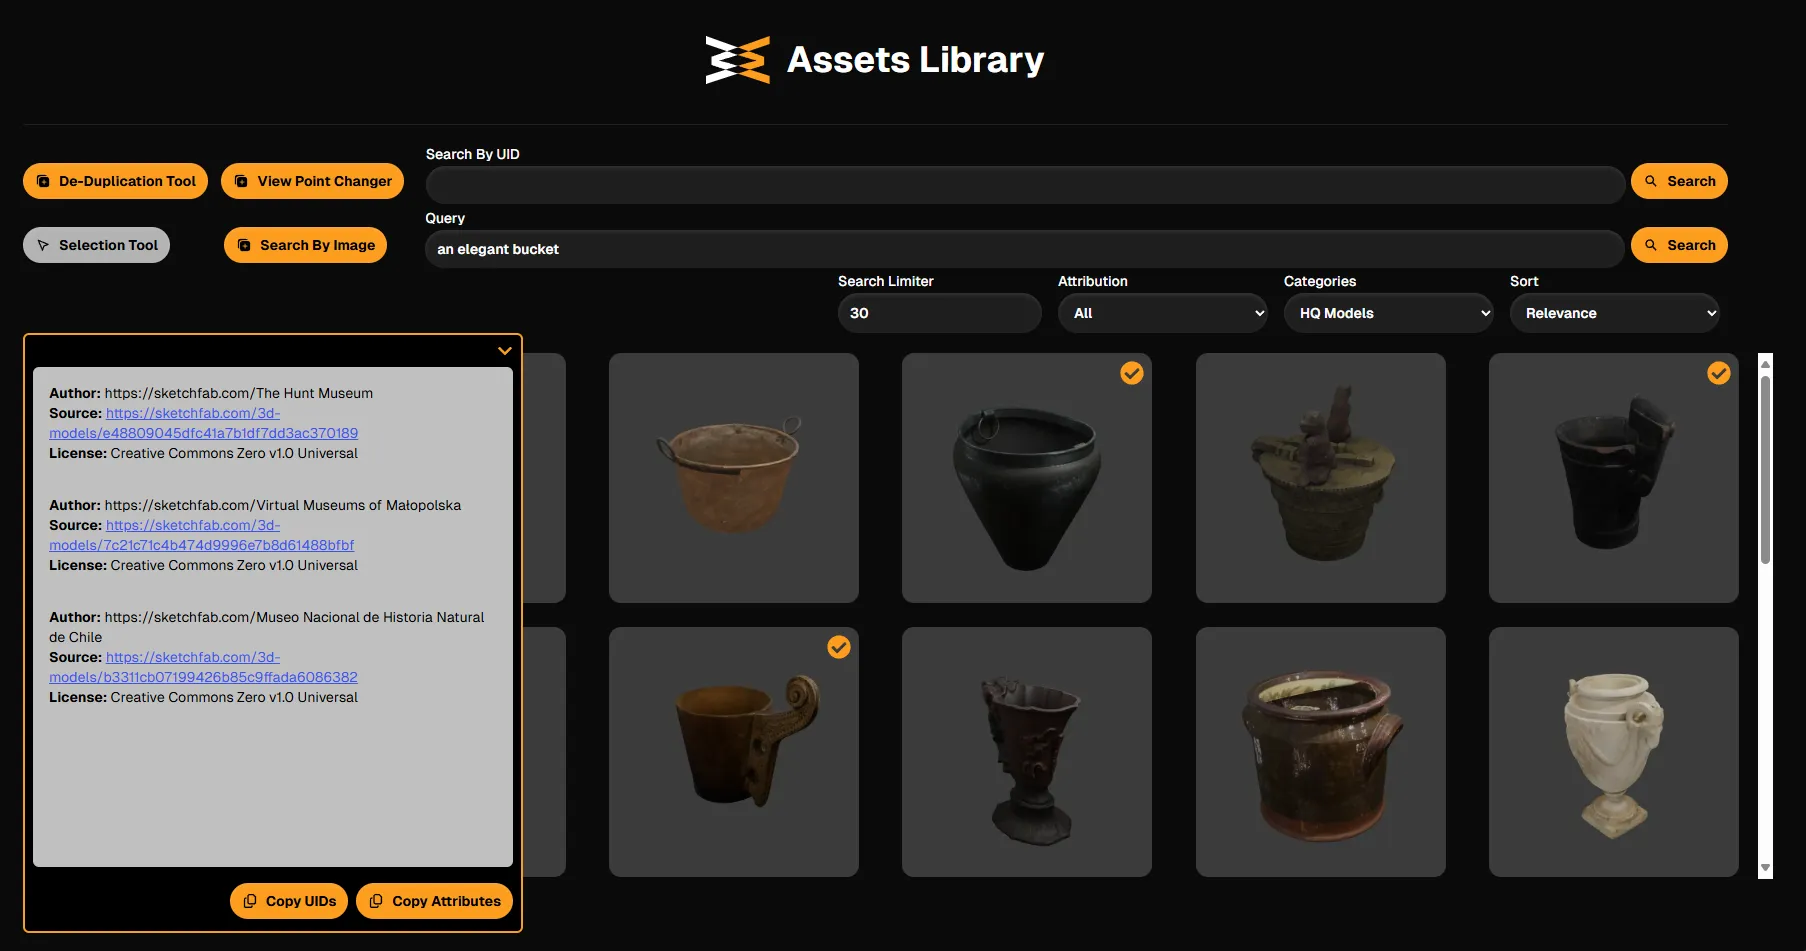 Assets Library
Search By UID
De-Duplication Tool
View Point Changer
Search
Query
Selection Tool
Search By Image
an elegant bucket
Search
Search Limiter
Attribution
Categories
Sort
30
All
HQ Models
Relevance
Author: https://sketchfab.com/The Hunt Museum
Source: https://sketchfab.com/3d-
models/e48809045dfc41a7b1df7dd3ac370189
License: Creative Commons Zero v1.0 Universal
Author: https://sketchfab.com/Virtual Museums of Małopolska
Source: https://sketchfab.com/3d-
models/7c21c71c4b474d9996e7b8d61488bfbf
License: Creative Commons Zero v1.0 Universal
Author: https://sketchfab.com/Museo Nacional de Historia Natural
de Chile
Source: https://sketchfab.com/3d-
models/b3311cb07199426b85c9ffada6086382
License: Creative Commons Zero v1.0 Universal
Copy UIDs
Copy Attributes